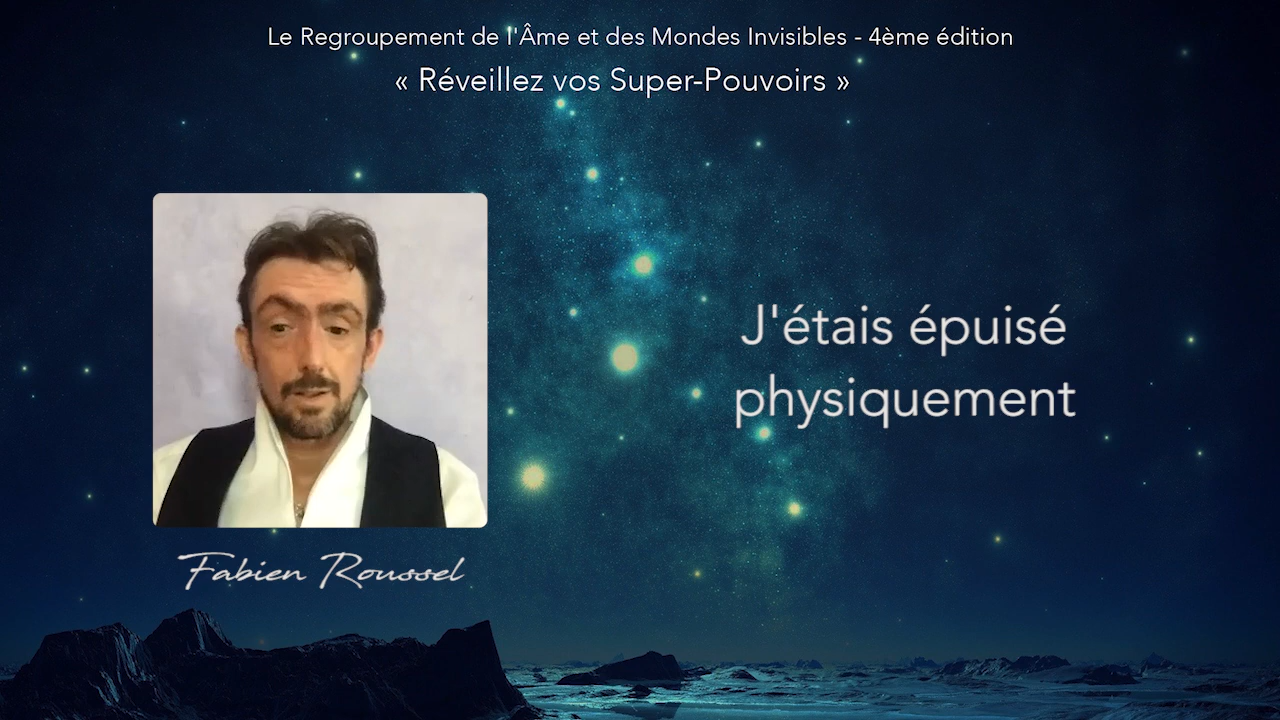 Le Regroupement de l'Âme et des Mondes Invisibles - 4ème édition
« Réveillez vos Super-Pouvoirs »
J'étais épuisé
physiquement
Fabien Roussel